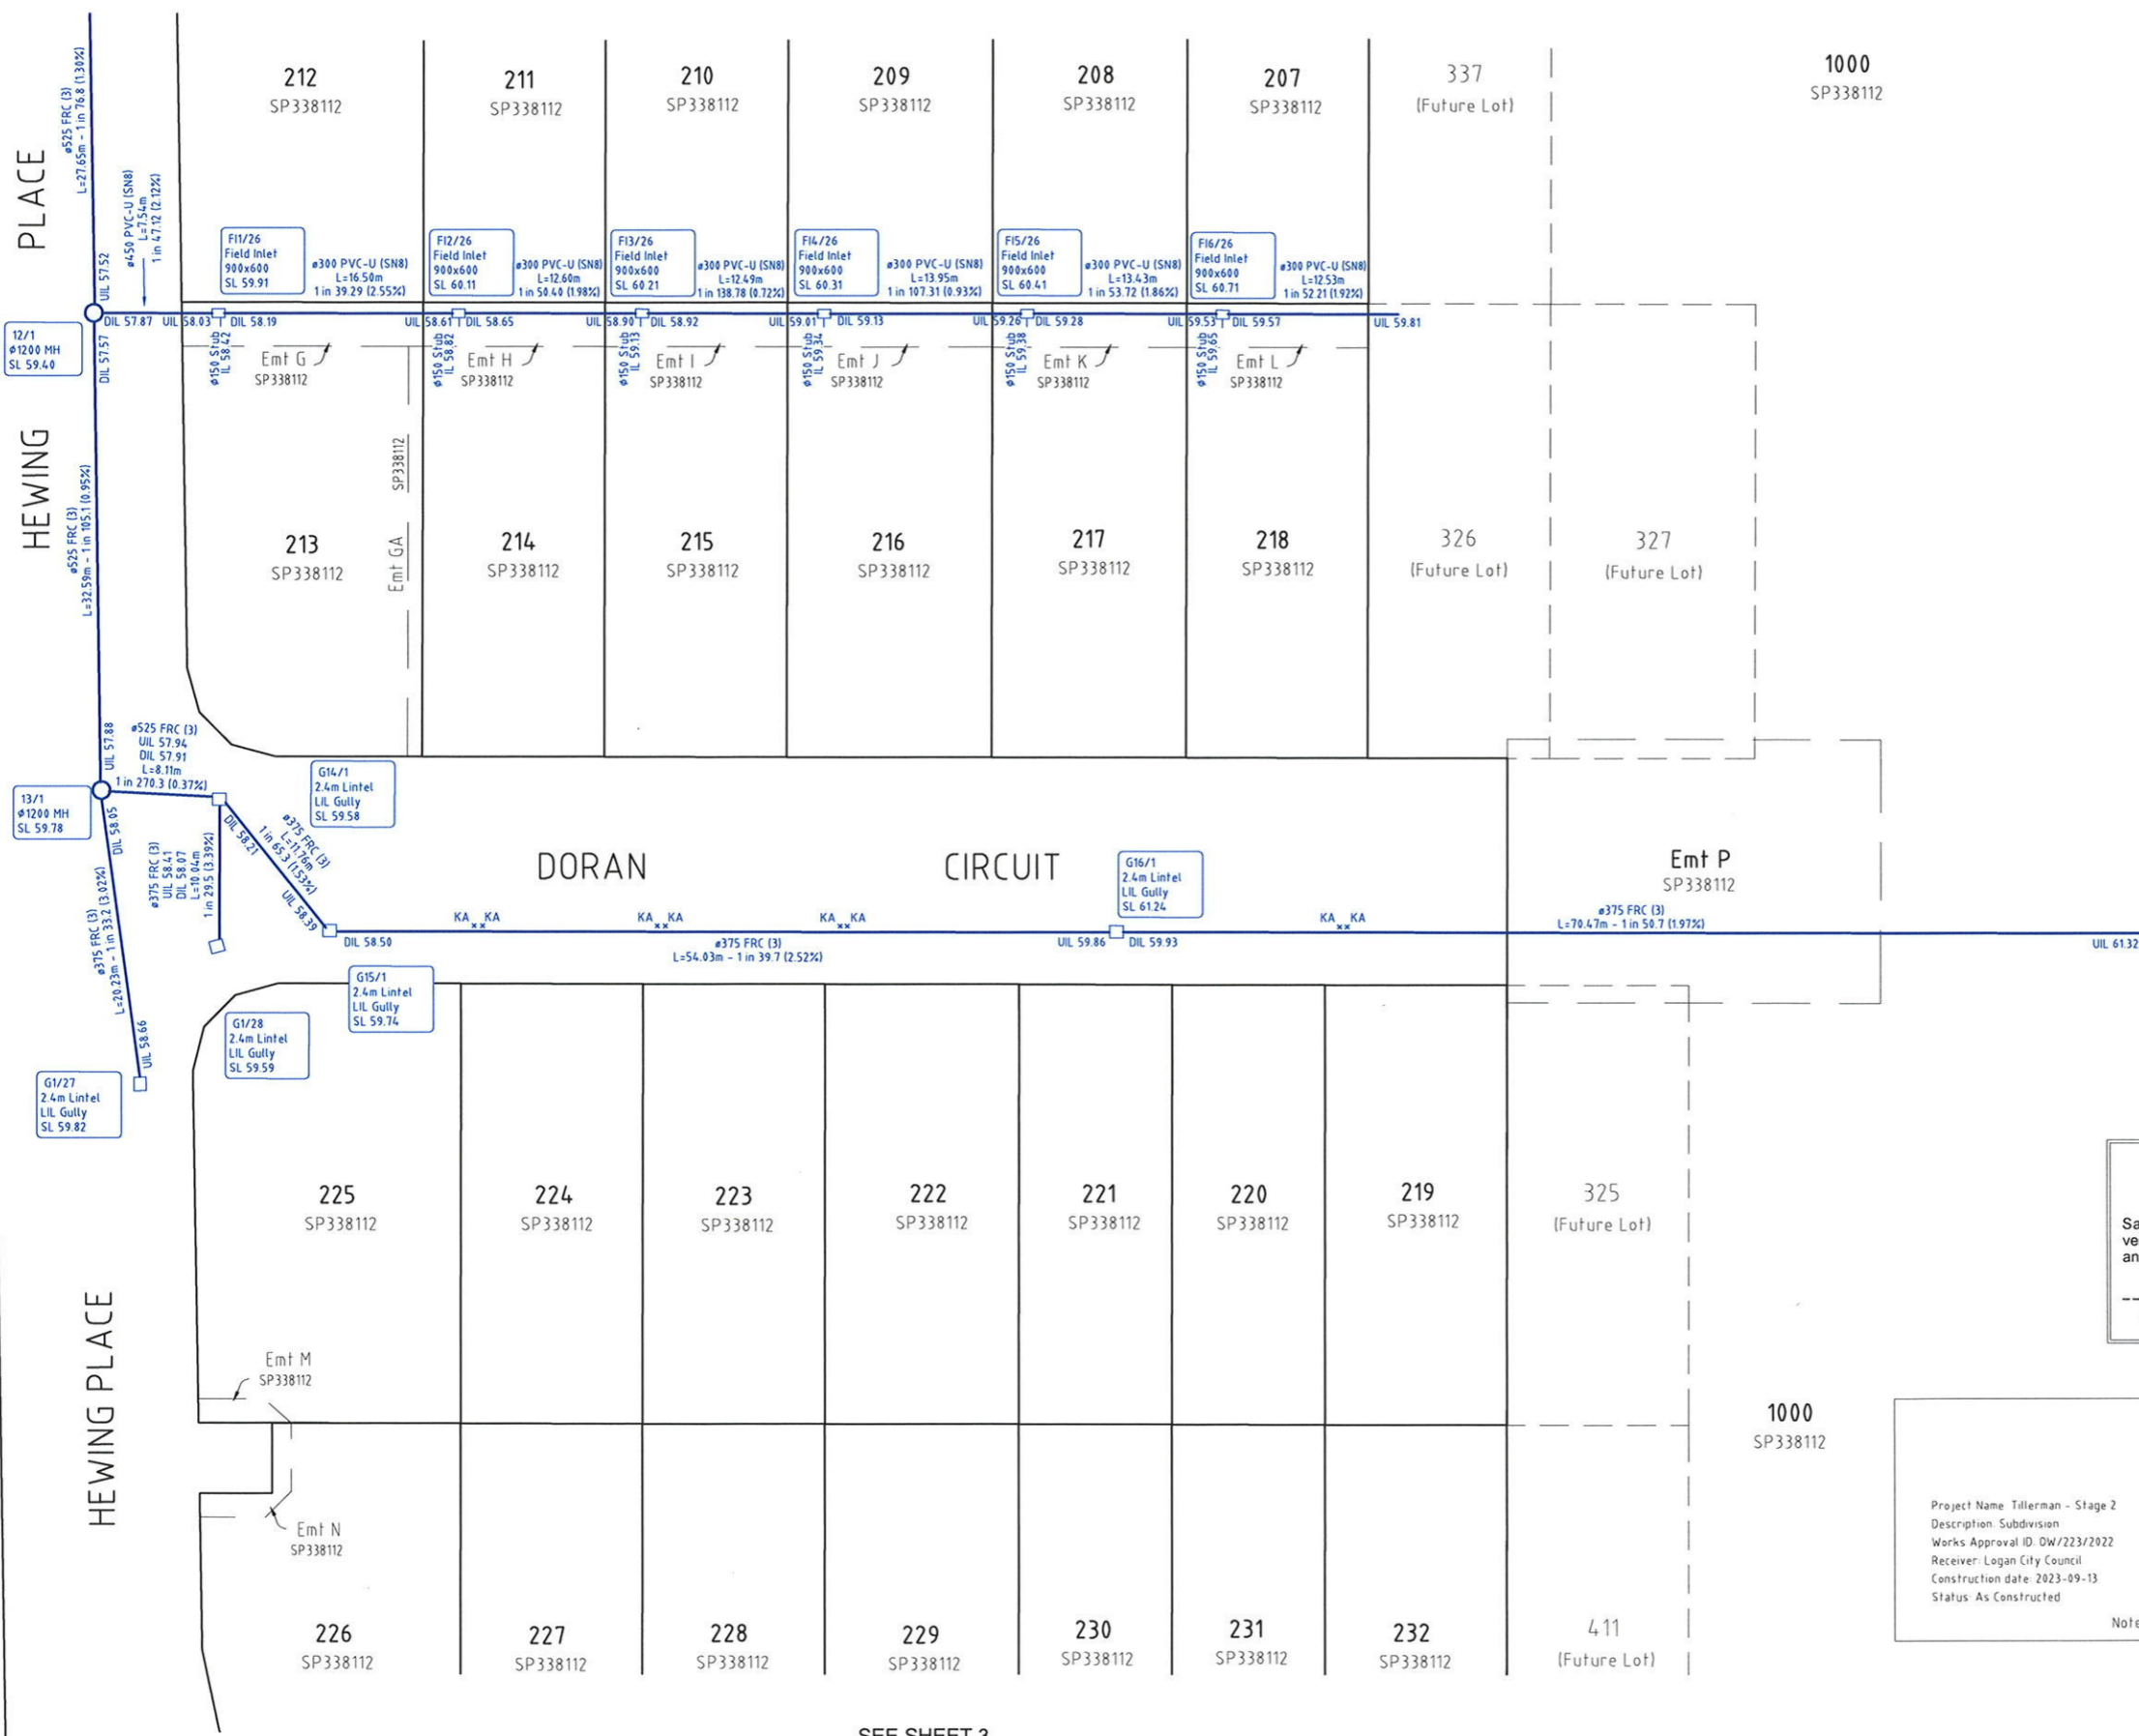 212
SP338112
211
SP338112
210
SP338112
209
SP338112
208
SP338112
207
SP338112
337
(Future Lot)
1000
SP338112
PLACE
ø525 FRC (3)
L=27.65m - 1 in 76.8 (1.30%)
ø450 PVC-U (SN8)
L=7.54m
1 in 47.12 (2.12%)
UIL 57.52
FI1/26
Field Inlet
900x600
SL 59.91
ø300 PVC-U (SN8)
L=16.50m
1 in 39.29 (2.55%)
FI2/26
Field Inlet
900x600
SL 60.11
ø300 PVC-U (SN8)
L=12.60m
1 in 50.40 (1.98%)
FI3/26
Field Inlet
900x600
SL 60.21
ø300 PVC-U (SN8)
L=12.49m
1 in 138.78 (0.72%)
FI4/26
Field Inlet
900x600
SL 60.31
ø300 PVC-U (SN8)
L=13.95m
1 in 107.31 (0.93%)
FI5/26
Field Inlet
900x600
SL 60.41
ø300 PVC-U (SN8)
L=13.43m
1 in 53.72 (1.86%)
FI6/26
Field Inlet
900x600
SL 60.71
ø300 PVC-U (SN8)
L=12.53m
1 in 52.21 (1.92%)
DIL 57.87
UIL 58.03
DIL 58.19
UIL 58.61
DIL 58.65
UIL 58.90
DIL 58.92
UIL 59.01
DIL 59.13
UIL 59.26
DIL 59.28
UIL 59.53
DIL 59.57
UIL 59.81
12/1
ø1200 MH
SL 59.40
DIL 57.57
ø150 Stub
IL 58.42
Emt G
SP338112
ø150 Stub
IL 58.82
Emt H
SP338112
ø150 Stub
IL 59.13
Emt I
SP338112
ø150 Stub
IL 59.34
Emt J
SP338112
ø150 Stub
IL 59.38
Emt K
SP338112
ø150 Stub
IL 59.65
Emt L
SP338112
HEWING
ø525 FRC (3)
L=32.59m - 1 in 105.1 (0.95%)
Emt GA
SP338112
213
SP338112
214
SP338112
215
SP338112
216
SP338112
217
SP338112
218
SP338112
326
(Future Lot)
327
(Future Lot)
UIL 57.88
ø525 FRC (3)
UIL 57.94
DIL 57.91
L=8.11m
1 in 270.3 (0.37%)
13/1
ø1200 MH
SL 59.78
G14/1
2.4m Lintel
LIL Gully
SL 59.58
DIL 58.05
ø375 FRC (3)
L=20.23m - 1 in 33.2 (3.02%)
UIL 58.66
ø375 FRC (3)
UIL 58.41
DIL 58.07
L=10.04m
1 in 29.5 (3.39%)
DIL 58.21
ø375 FRC (3)
L=11.76m
1 in 65.3 (1.53%)
UIL 58.39
DORAN
CIRCUIT
G16/1
2.4m Lintel
LIL Gully
SL 61.24
Emt P
SP338112
KA
KA
KA
KA
KA
KA
KA
KA
DIL 58.50
ø375 FRC (3)
L=54.03m - 1 in 39.7 (2.52%)
UIL 59.86
DIL 59.93
ø375 FRC (3)
L=70.47m - 1 in 50.7 (1.97%)
UIL 61.32
G15/1
2.4m Lintel
LIL Gully
SL 59.74
G1/28
2.4m Lintel
LIL Gully
SL 59.59
G1/27
2.4m Lintel
LIL Gully
SL 59.82
225
SP338112
224
SP338112
223
SP338112
222
SP338112
221
SP338112
220
SP338112
219
SP338112
325
(Future Lot)
HEWING PLACE
Emt M
SP338112
Emt N
SP338112
1000
SP338112
226
SP338112
227
SP338112
228
SP338112
229
SP338112
230
SP338112
231
SP338112
232
SP338112
411
(Future Lot)
Project Name: Tillerman - Stage 2
Description: Subdivision
Works Approval ID: OW/223/2022
Receiver: Logan City Council
Construction date: 2023-09-13
Status: As Constructed
Note
SEE SHEET 3